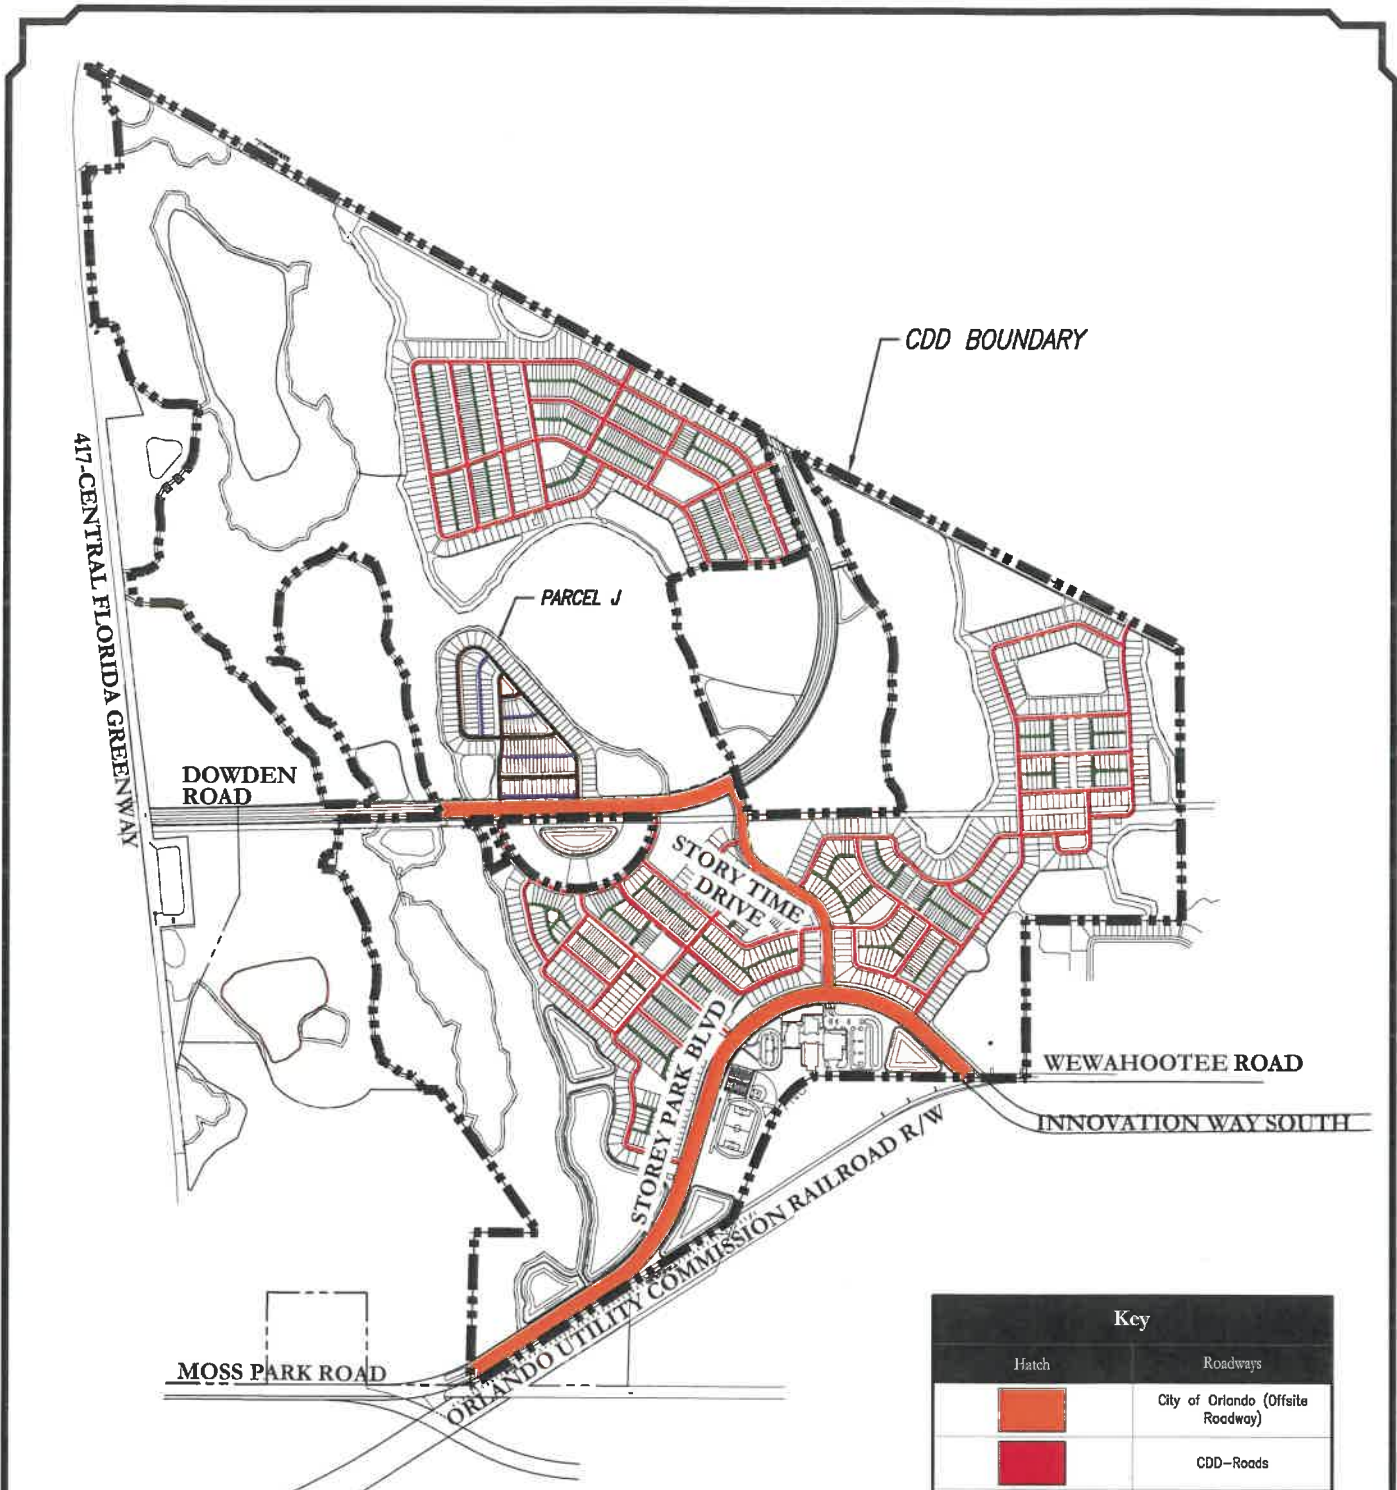 CDD BOUNDARY
417-CENTRAL FLORIDA GREENWAY
PARCEL J
DOWDEN
ROAD
STORY TIME
DRIVE
STOREY PARK BLVD
WEWAHOOTEE ROAD
INNOVATION WAY SOUTH
ORLANDO UTILITY COMMISSION RAILROAD R/W
MOSS PARK ROAD
Key
Hatch
Roadways
City of Orlando (Offsite
Roadway)
CDD-Roads